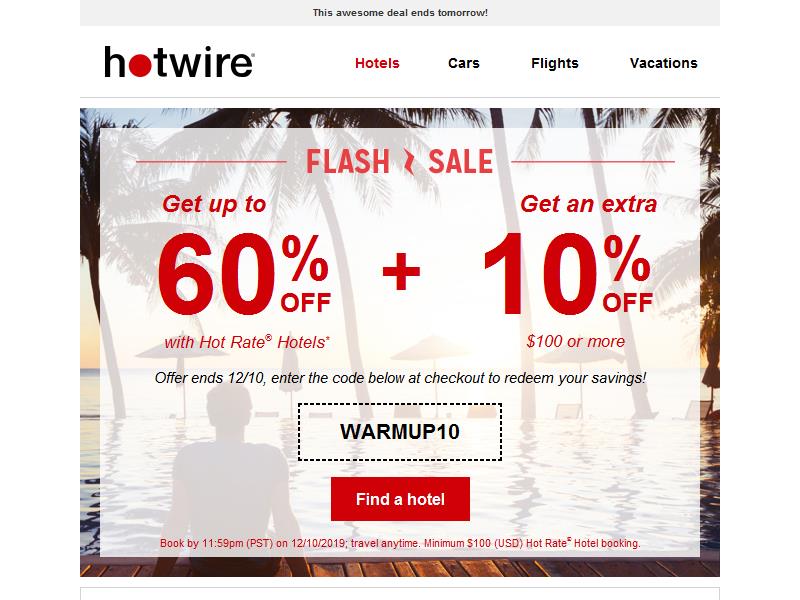 This awesome deal ends tomorrow!
hotwire®
Hotels Cars Flights Vacations
FLASH SALE
Get up to
60% OFF
with Hot Rate® Hotels*
+
Get an extra
10% OFF
$100 or more
Offer ends 12/10, enter the code below at checkout to redeem your savings!
WARMUP10
Find a hotel
Book by 11:59pm (PST) on 12/10/2019; travel anytime. Minimum $100 (USD) Hot Rate® Hotel booking.